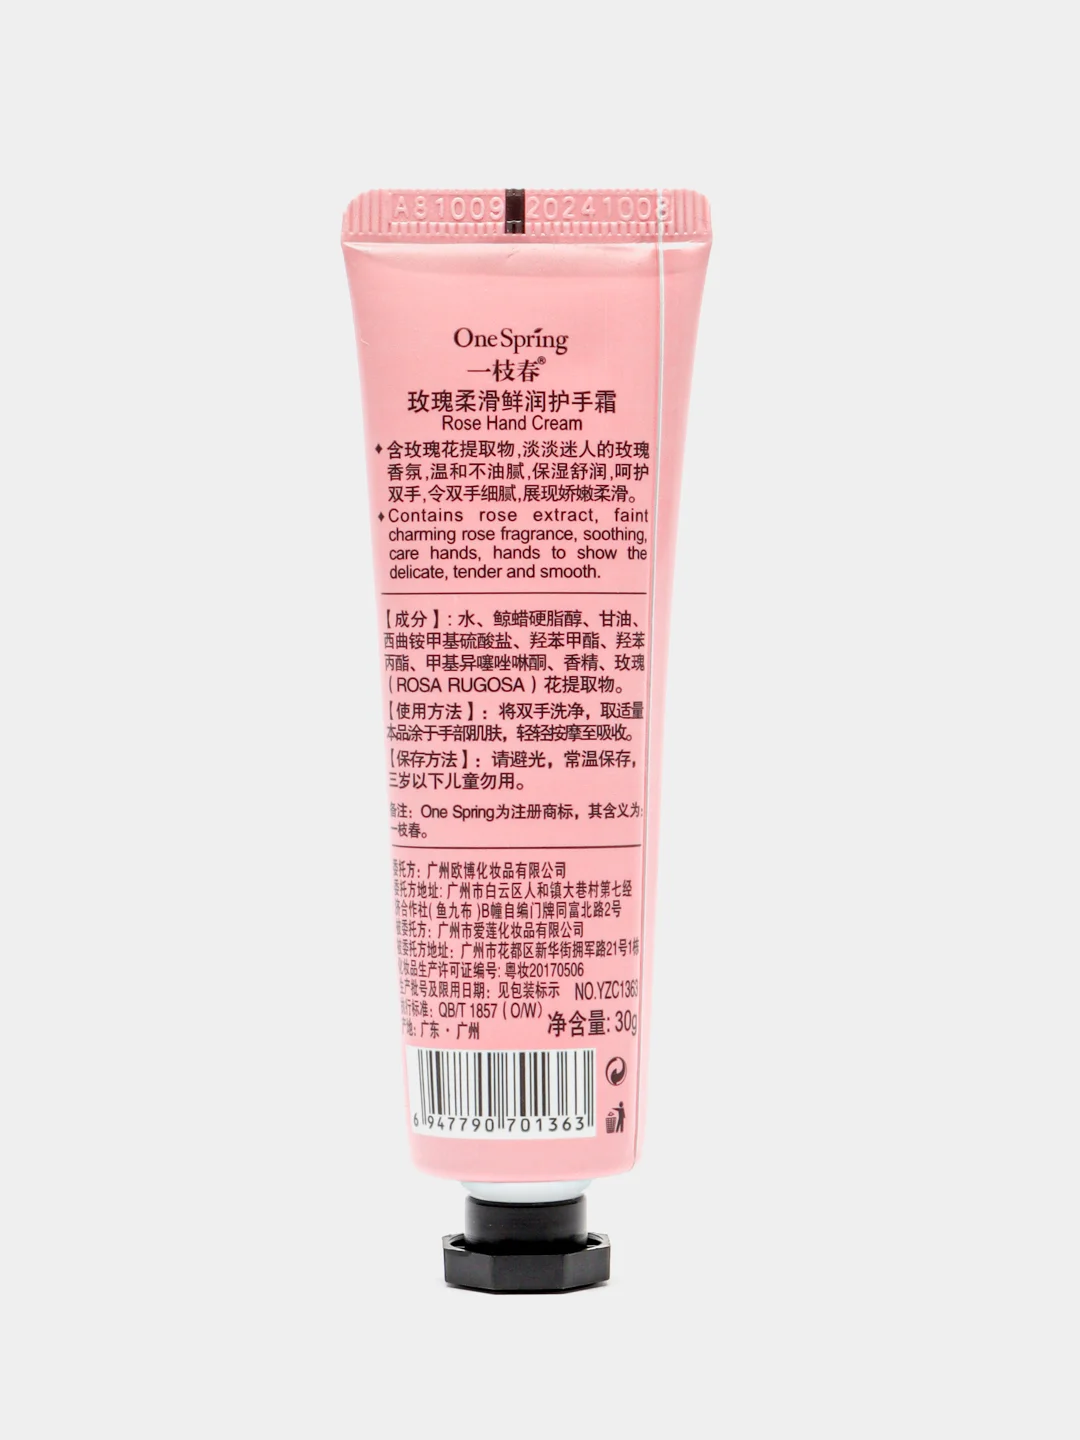 A81009 20241008
One Spring
一枝春®
玫瑰柔滑鲜润护手霜
Rose Hand Cream
♦含玫瑰花提取物,淡淡迷人的玫瑰
香氛,温和不油腻,保湿舒润,呵护
双手,令双手细腻,展现娇嫩柔滑。
♦Contains rose extract, faint
charming rose fragrance, soothing,
care hands, hands to show the
delicate, tender and smooth.
【成分】: 水、鲸蜡硬脂醇、甘油、
西曲铵甲基硫酸盐、羟苯甲酯、羟苯
丙酯、甲基异噻唑啉酮、香精、玫瑰
(ROSA RUGOSA) 花提取物。
【使用方法】: 将双手洗净，取适量
本品涂于手部肌肤，轻轻按摩至吸收。
【保存方法】: 请避光，常温保存，
三岁以下儿童勿用。
备注: One Spring为注册商标，其含义为:
一枝春。
委托方: 广州欧博化妆品有限公司
委托方地址: 广州市白云区人和镇大巷村第七经
济合作社(鱼九布)B幢自编门牌同富北路2号
被委托方: 广州市爱莲化妆品有限公司
被委托方地址: 广州市花都区新华街拥军路21号1栋
化妆品生产许可证编号: 粤妆20170506
生产批号及限用日期: 见包装标示 NO.YZC1363
执行标准: QB/T 1857 (O/W)
产地: 广东·广州 净含量: 30g
6 947790 701363